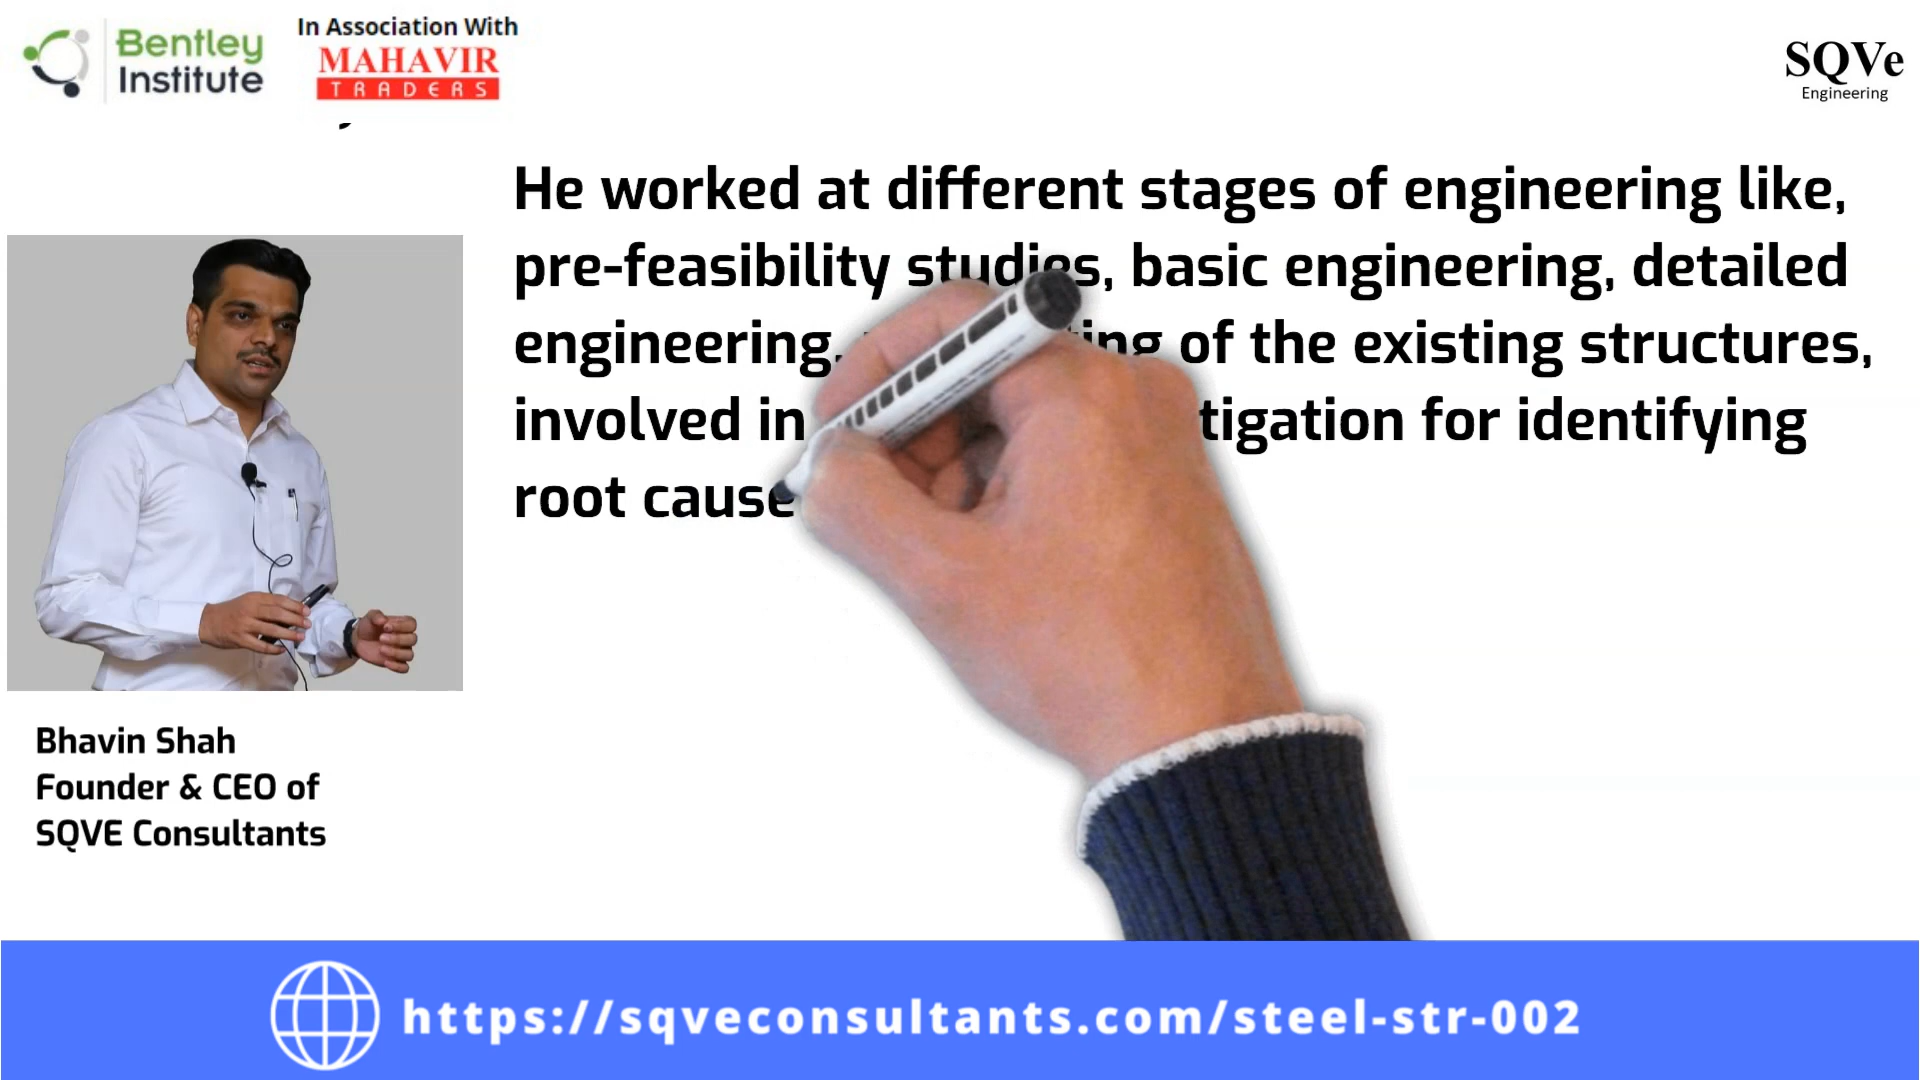 Bentley
Institute
In Association With
MAHAVIR
TRADERS
SQVe
Engineering
He worked at different stages of engineering like,
pre-feasibility studies, basic engineering, detailed
engineering, of the existing structures,
involved in for identifying
root cause
Bhavin Shah
Founder & CEO of
SQVE Consultants
https://sqveconsultants.com/steel-str-002